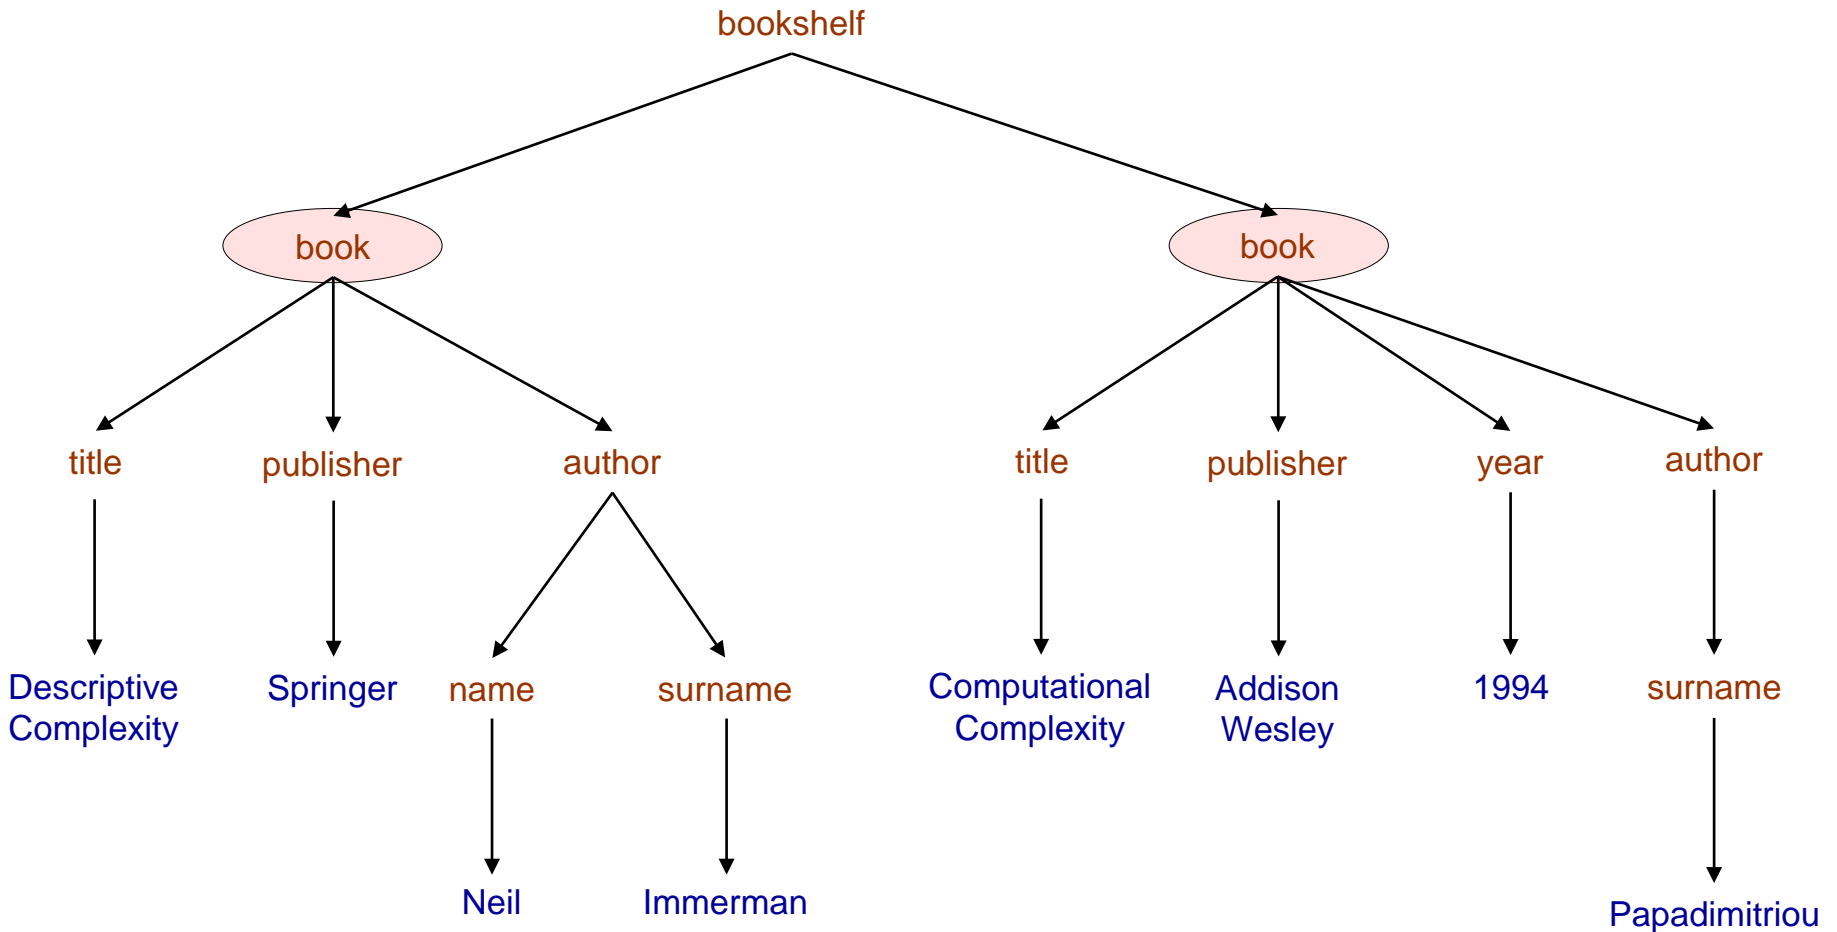 bookshelf
book
book
title
publisher
author
title
publisher
year
author
Descriptive
Complexity
Springer
name
surname
Computational
Complexity
Addison
Wesley
1994
surname
Neil
Immerman
Papadimitriou